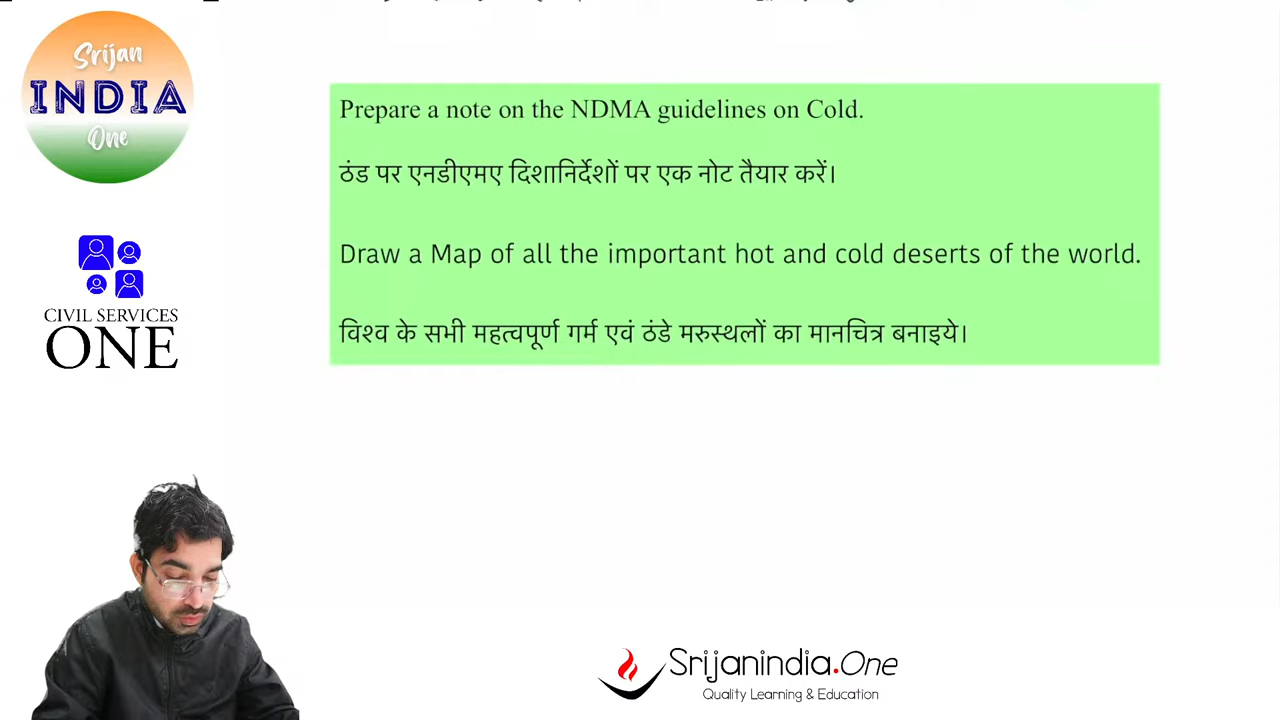 Srijan
INDIA
One
CIVIL SERVICES
ONE
Prepare a note on the NDMA guidelines on Cold.
ठंड पर एनडीएमए दिशानिर्देशों पर एक नोट तैयार करें।
Draw a Map of all the important hot and cold deserts of the world.
विश्व के सभी महत्वपूर्ण गर्म एवं ठंडे मरुस्थलों का मानचित्र बनाइये।
Srijanindia.One
Quality Learning & Education